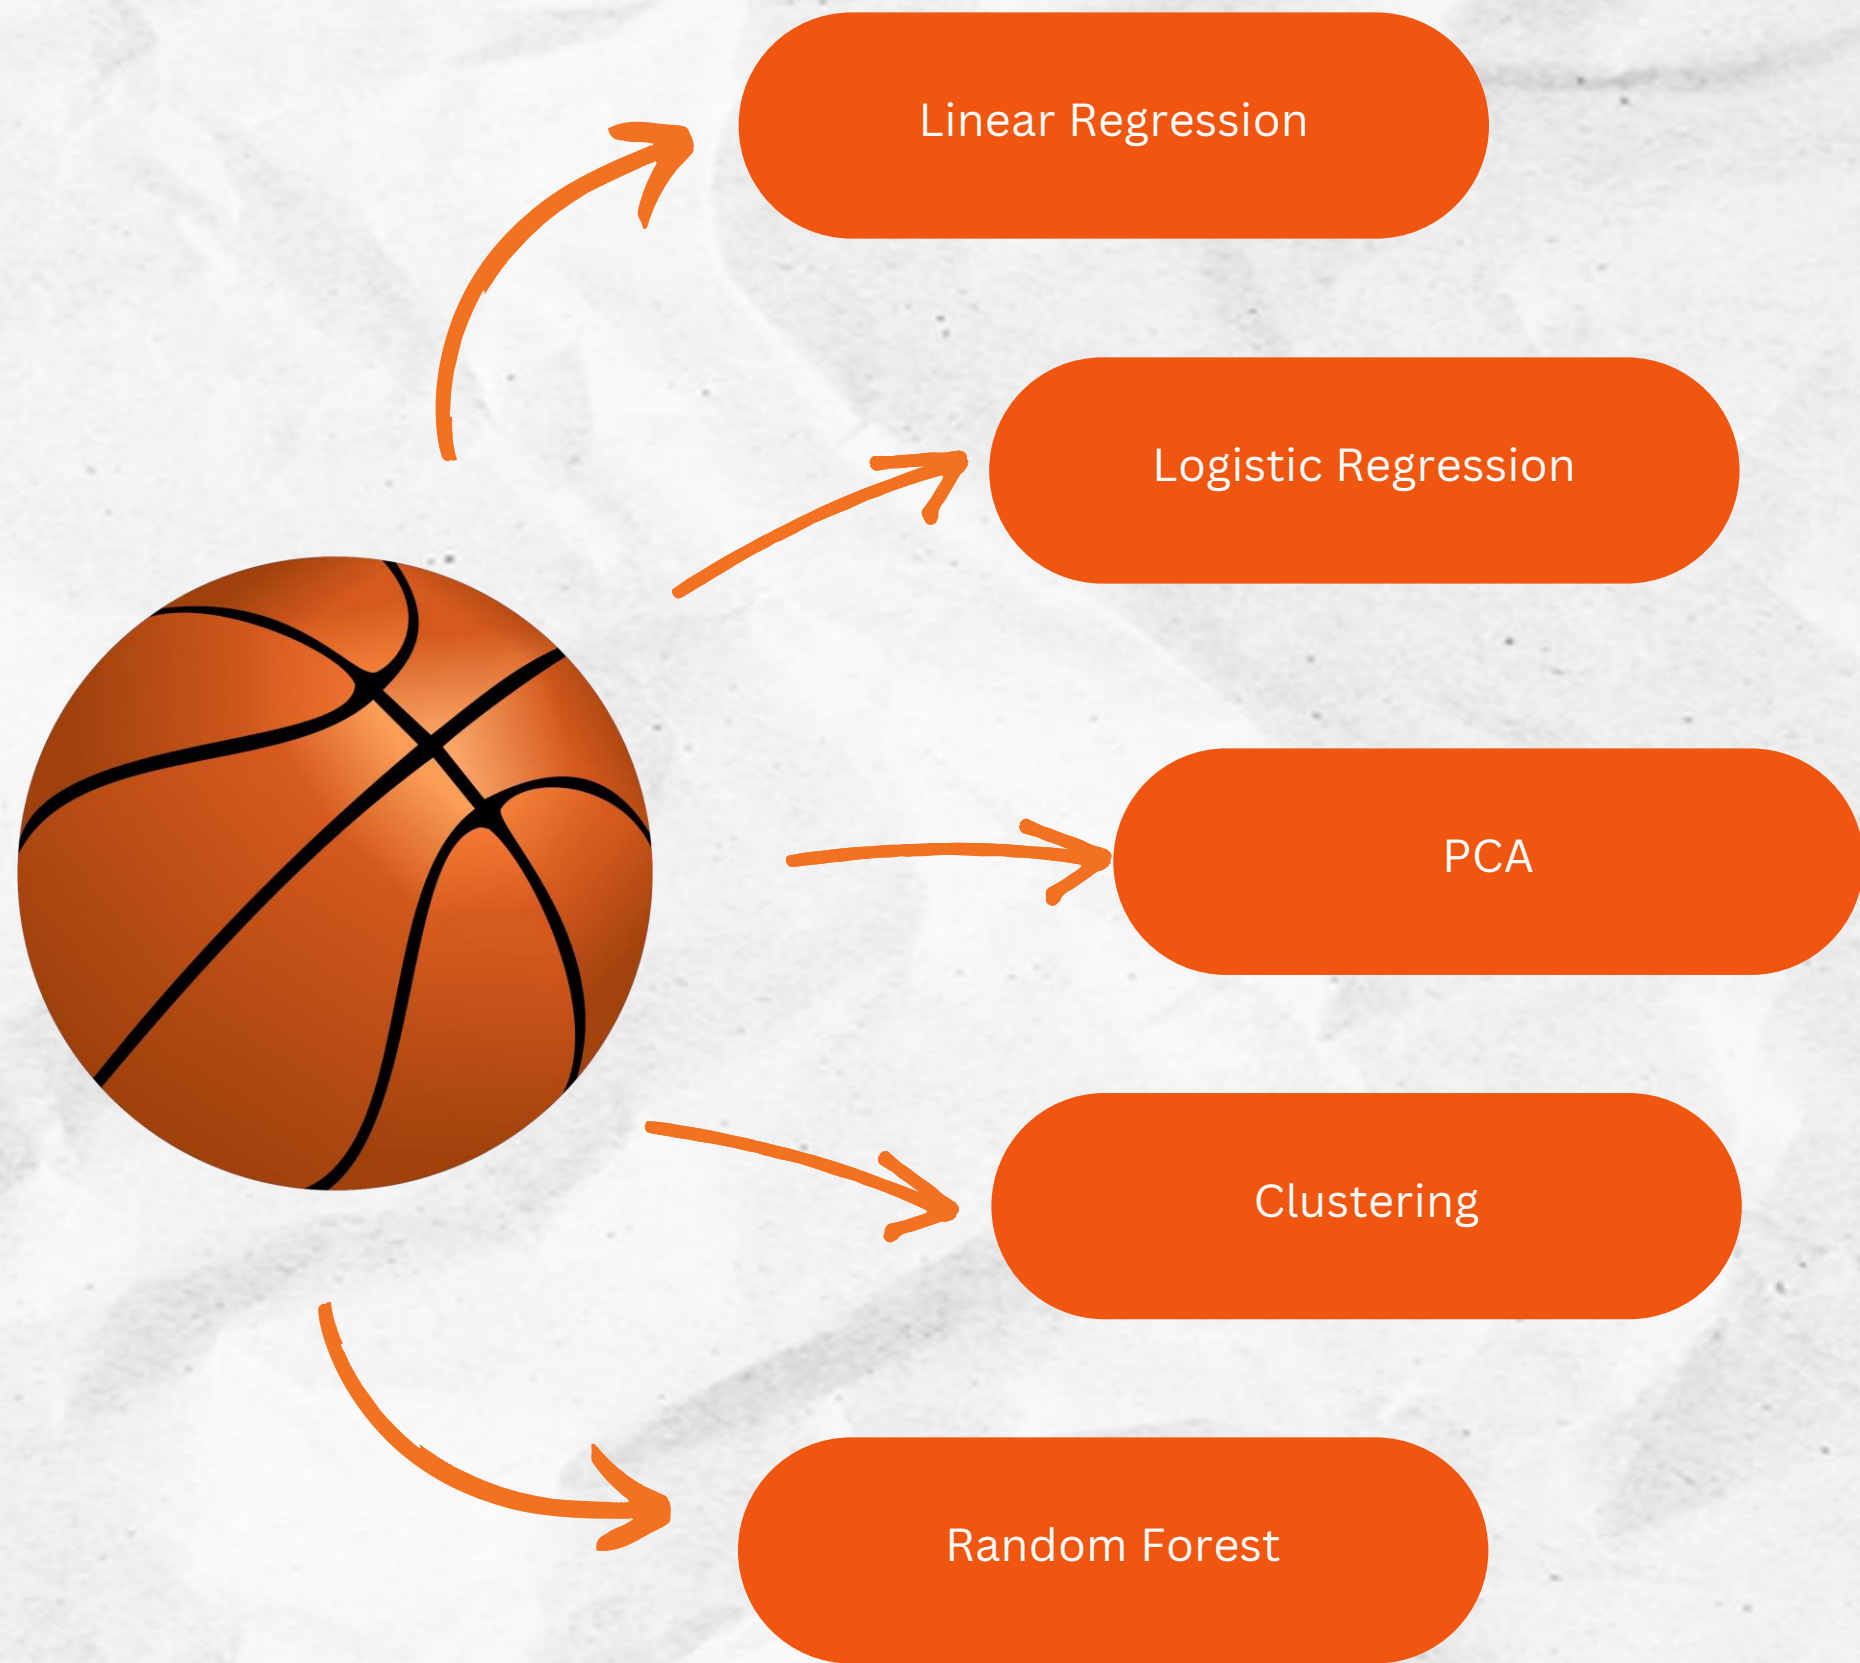 Linear Regression
Logistic Regression
PCA
Clustering
Random Forest